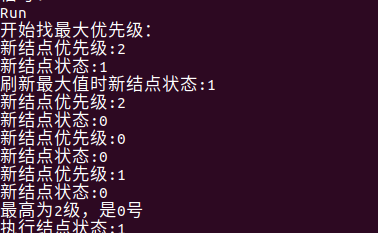 Run
开始找最大优先级:
新结点优先级:2
新结点状态:1
刷新最大值时新结点状态:1
新结点优先级:2
新结点状态:0
新结点优先级:0
新结点状态:0
新结点优先级:1
新结点状态:0
最高为2级，是0号
执行结点状态:1